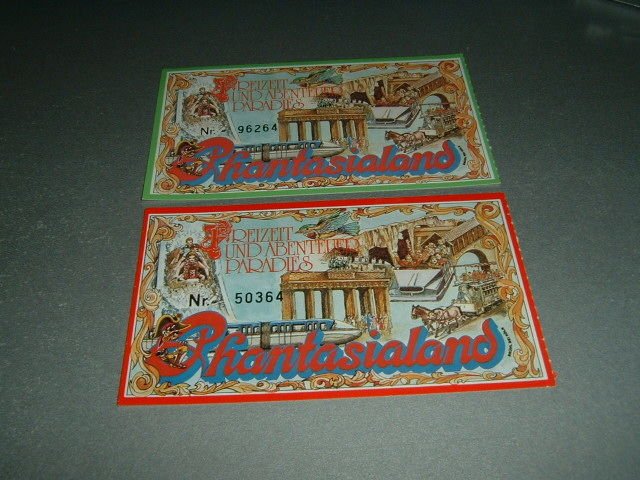 FREIZEIT
UND ABENTEUER
PARADIES
Nr. 96264
Phantasialand
FREIZEIT
UND ABENTEUER
PARADIES
Nr. 50364
Phantasialand